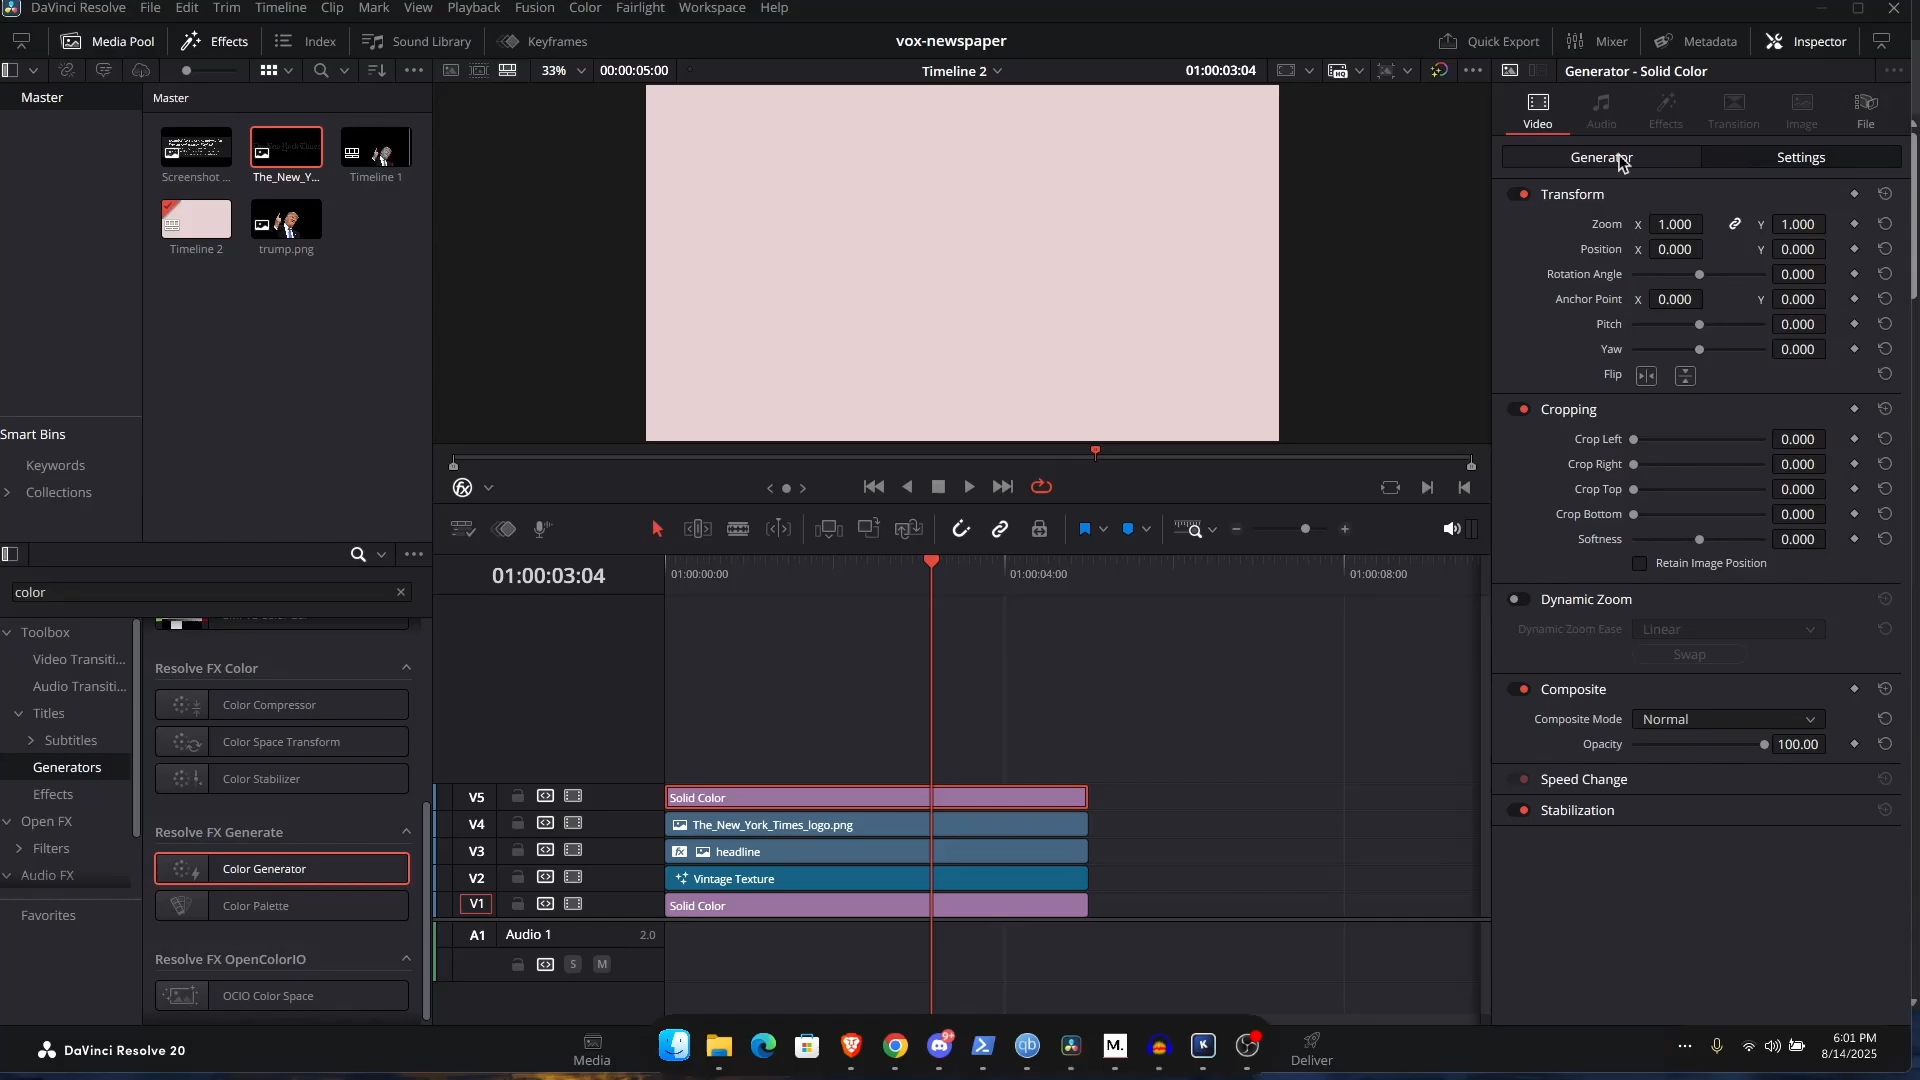 DaVinci Resolve File Edit Trim Timeline Clip Mark View Playback Fusion Color Fairlight Workspace Help
Media Pool Effects Index Sound Library Keyframes vox-newspaper Quick Export Mixer Metadata Inspector
33% 00:00:05:00 Timeline 2 01:00:03:04 Generator - Solid Color
Master Master
Video Audio Effects Transition Image File
Screenshot ... The_New_Y... Timeline 1
Timeline 2 trump.png
Generator Settings
Transform
Zoom X 1.000 Y 1.000
Position X 0.000 Y 0.000
Rotation Angle 0.000
Anchor Point X 0.000 Y 0.000
Pitch 0.000
Yaw 0.000
Flip
Cropping
Crop Left 0.000
Crop Right 0.000
Crop Top 0.000
Crop Bottom 0.000
Softness 0.000
Retain Image Position
Dynamic Zoom
Dynamic Zoom Ease Linear
Swap
Composite
Composite Mode Normal
Opacity 100.00
Speed Change
Stabilization
Smart Bins
Keywords
Collections
color
Toolbox
Video Transiti...
Audio Transiti...
Titles
Subtitles
Generators
Effects
Open FX
Filters
Audio FX
Favorites
Resolve FX Color
Color Compressor
Color Space Transform
Color Stabilizer
Resolve FX Generate
Color Generator
Color Palette
Resolve FX OpenColorIO
OCIO Color Space
01:00:03:04 01:00:00:00 01:00:04:00 01:00:08:00
V5 Solid Color
V4 The_New_York_Times_logo.png
V3 fx headline
V2 Vintage Texture
V1 Solid Color
A1 Audio 1 2.0
S M
DaVinci Resolve 20 Media Deliver
9+ qb M. K
6:01 PM
8/14/2025